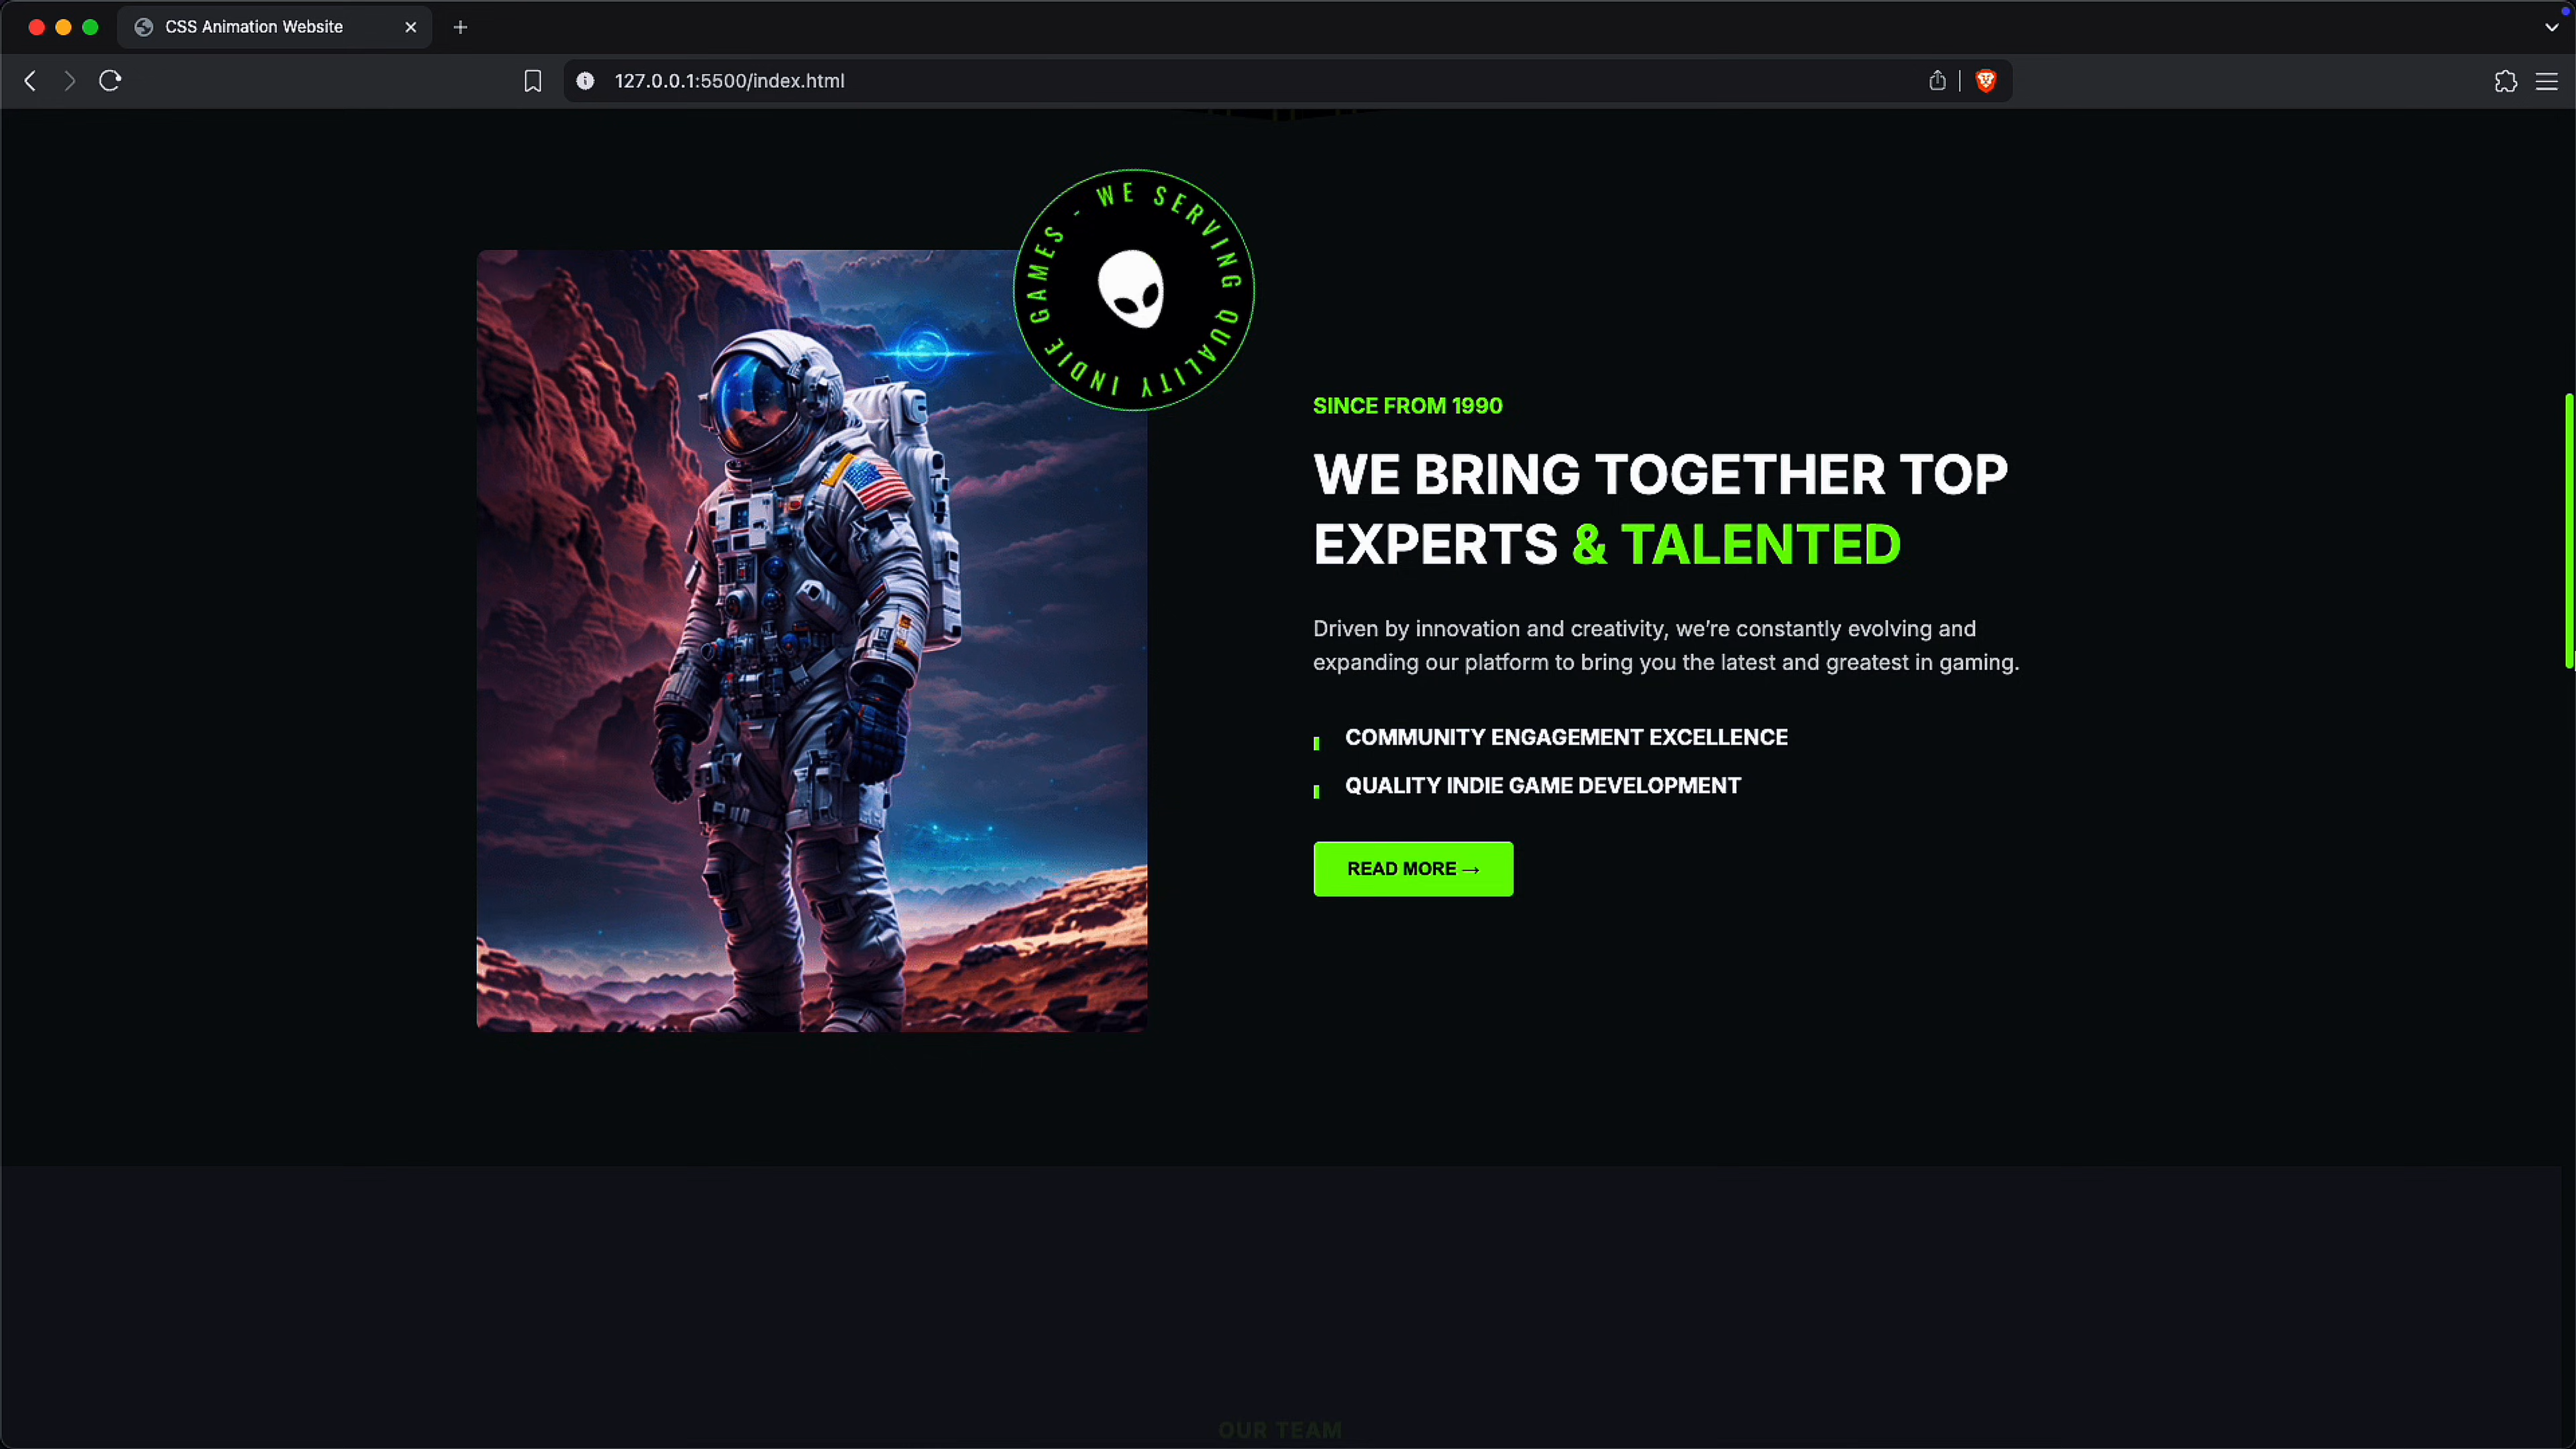 CSS Animation Website
127.0.0.1:5500/index.html
WE SERVING QUALITY INDIE GAMES -
SINCE FROM 1990
WE BRING TOGETHER TOP
EXPERTS & TALENTED
Driven by innovation and creativity, we're constantly evolving and
expanding our platform to bring you the latest and greatest in gaming.
COMMUNITY ENGAGEMENT EXCELLENCE
QUALITY INDIE GAME DEVELOPMENT
READ MORE →
OUR TEAM